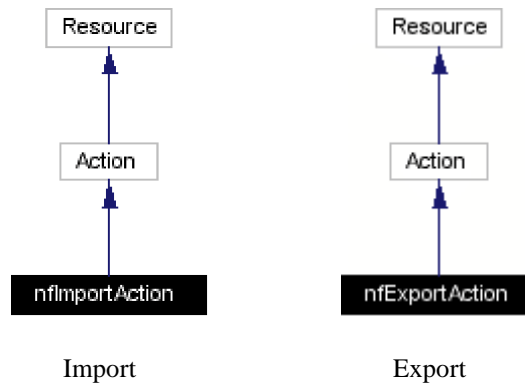 Resource Resource
Action Action
nfImportAction nfExportAction
Import Export